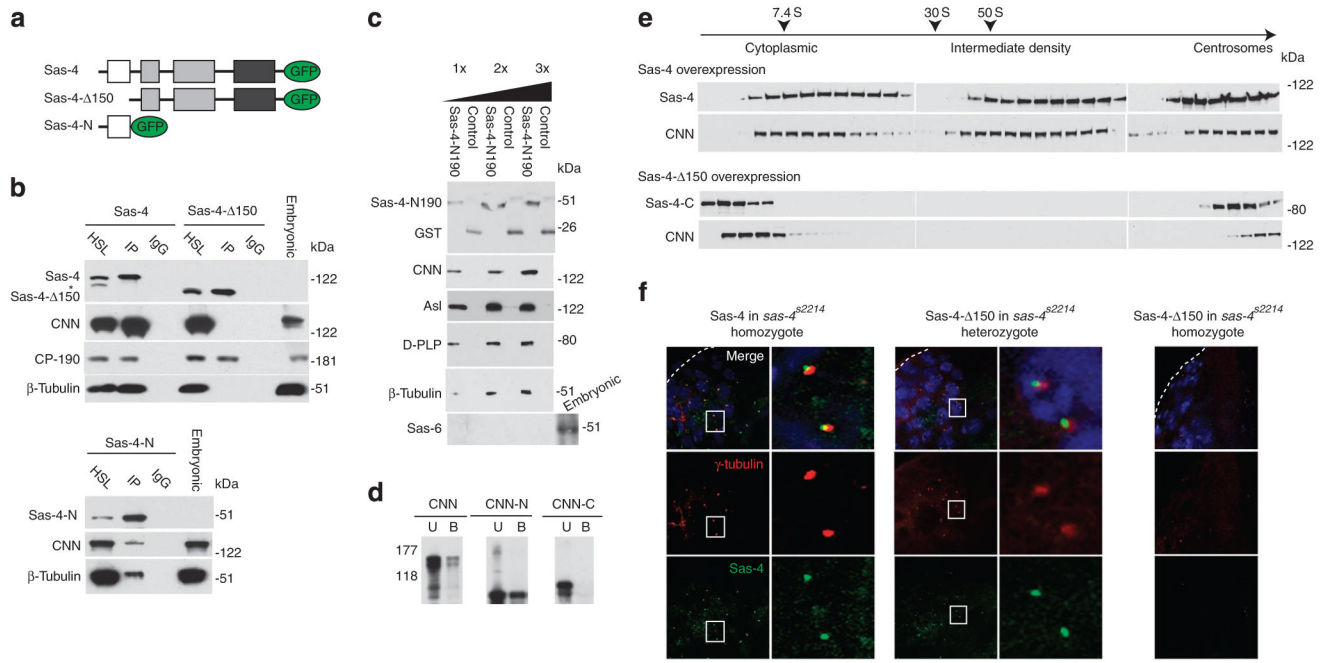 a
Sas-4
GFP
Sas-4-Δ150
GFP
Sas-4-N
GFP
b
Sas-4
Sas-4-Δ150
Embryonic
HSL
IP
IgG
HSL
IP
IgG
kDa
Sas-4
*
Sas-4-Δ150
-122
CNN
-122
CP-190
-181
β-Tubulin
-51
Sas-4-N
Embryonic
HSL
IP
IgG
kDa
Sas-4-N
-51
CNN
-122
β-Tubulin
-51
c
1x 2x 3x
Sas-4-N190
Control
Sas-4-N190
Control
Sas-4-N190
Control
kDa
Sas-4-N190
-51
GST
-26
CNN
-122
Asl
-122
D-PLP
-80
β-Tubulin
-51
Embryonic
Sas-6
-51
d
CNN CNN-N CNN-C
U B U B U B
177
118
e
7.4 S 30 S 50 S
Cytoplasmic Intermediate density Centrosomes
kDa
Sas-4 overexpression
Sas-4
-122
CNN
-122
Sas-4-Δ150 overexpression
Sas-4-C
-80
CNN
-122
f
Sas-4 in sas-4s2214
homozygote
Sas-4-Δ150 in sas-4s2214
heterozygote
Sas-4-Δ150 in sas-4s2214
homozygote
Merge
γ-tubulin
Sas-4